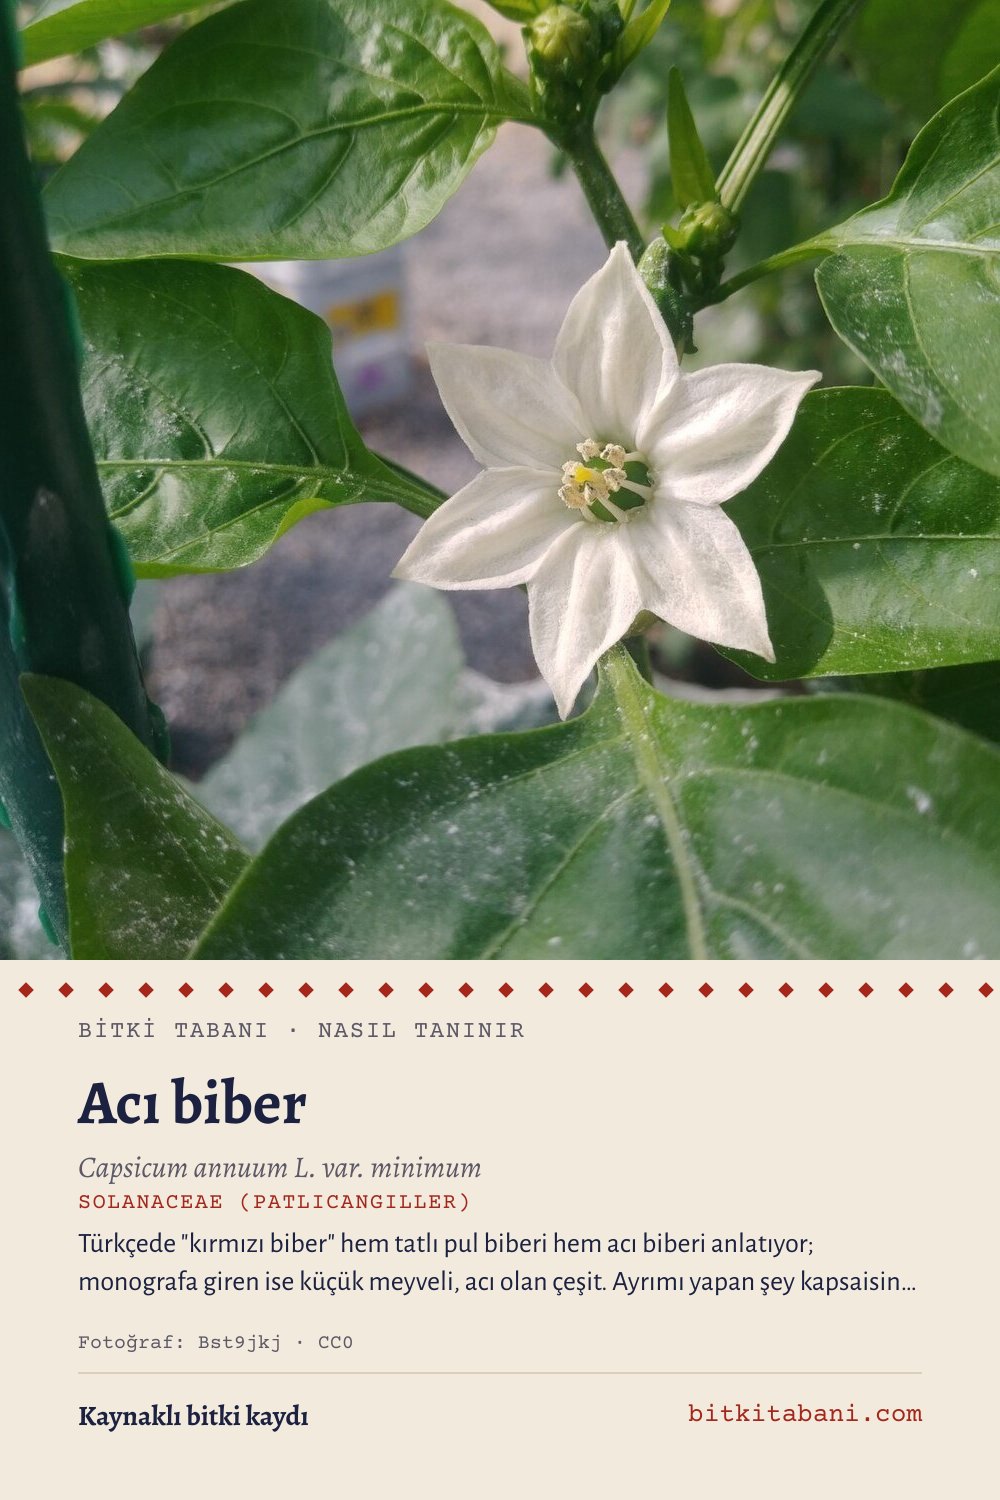 BİTKİ TABANI · NASIL TANINIR
Acı biber
Capsicum annuum L. var. minimum
SOLANACEAE (PATLICANGILLER)
Türkçede "kırmızı biber" hem tatlı pul biberi hem acı biberi anlatıyor;
monografa giren ise küçük meyveli, acı olan çeşit. Ayrımı yapan şey kapsaisin…
Fotoğraf: Bst9jkj · CC0
Kaynaklı bitki kaydı
bitkitabani.com